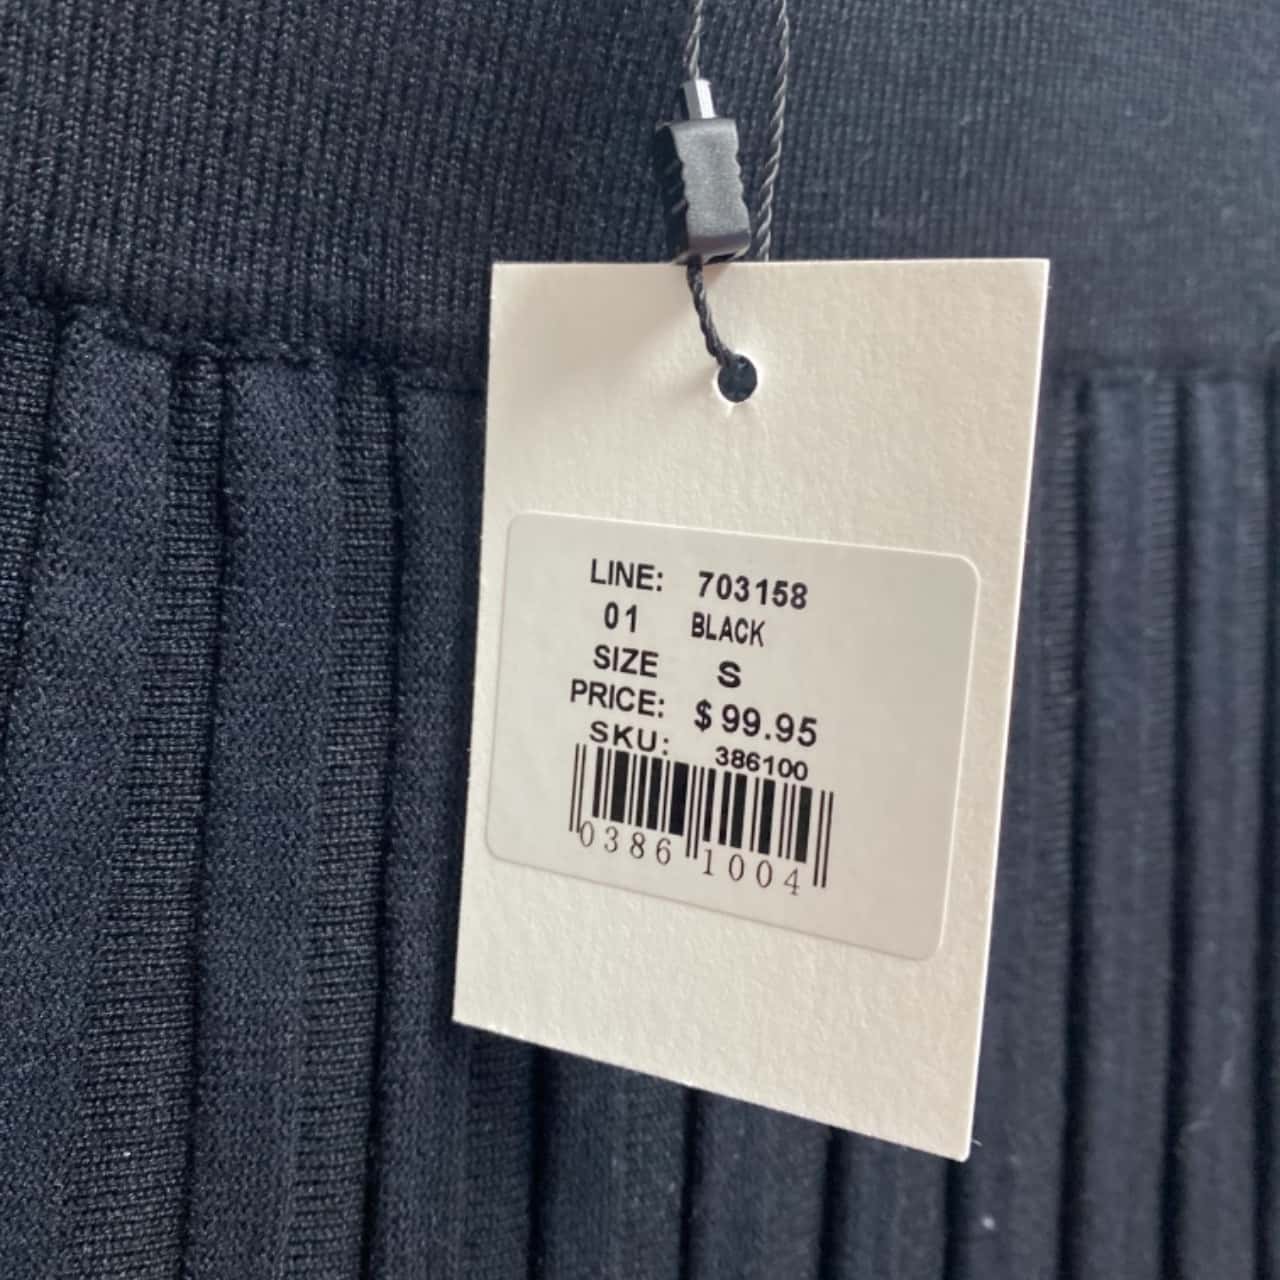 LINE: 703158
01 BLACK
SIZE S
PRICE: $ 99.95
SKU: 386100
0386 1004